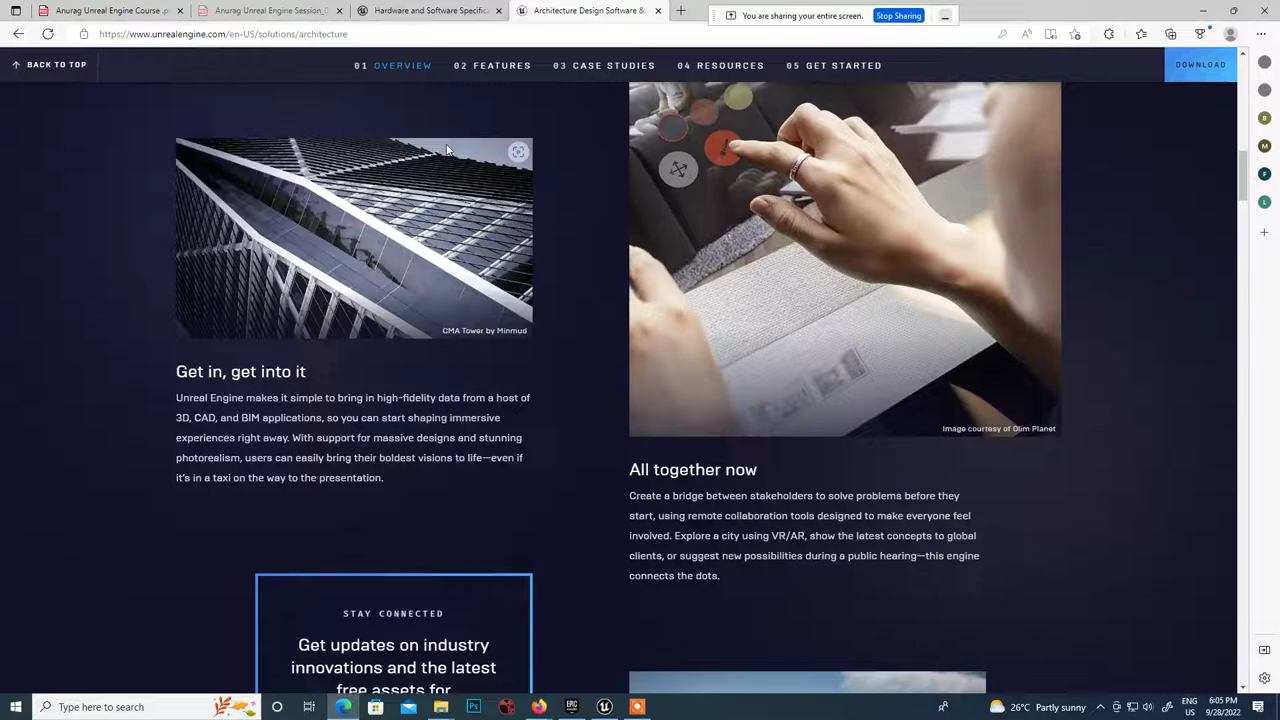 Anurag Unreal Engine Course .p
Anurag Unreal Engine Session_
Hardware and Software Specifica
Architecture Design Software &
You are sharing your entire screen.
Stop Sharing
https://www.unrealengine.com/en-US/solutions/architecture
BACK TO TOP
01 OVERVIEW
02 FEATURES
03 CASE STUDIES
04 RESOURCES
05 GET STARTED
DOWNLOAD
B
M
F
L
CMA Tower by Minmud
Get in, get into it
Unreal Engine makes it simple to bring in high-fidelity data from a host of
3D, CAD, and BIM applications, so you can start shaping immersive
experiences right away. With support for massive designs and stunning
photorealism, users can easily bring their boldest visions to life—even if
it's in a taxi on the way to the presentation.
Image courtesy of Olim Planet
All together now
Create a bridge between stakeholders to solve problems before they
start, using remote collaboration tools designed to make everyone feel
involved. Explore a city using VR/AR, show the latest concepts to global
clients, or suggest new possibilities during a public hearing—this engine
connects the dots.
STAY CONNECTED
Get updates on industry
innovations and the latest
free assets for
Type here to search
Ps
EPIC
26°C Partly sunny
ENG
US
6:05 PM
9/28/2022